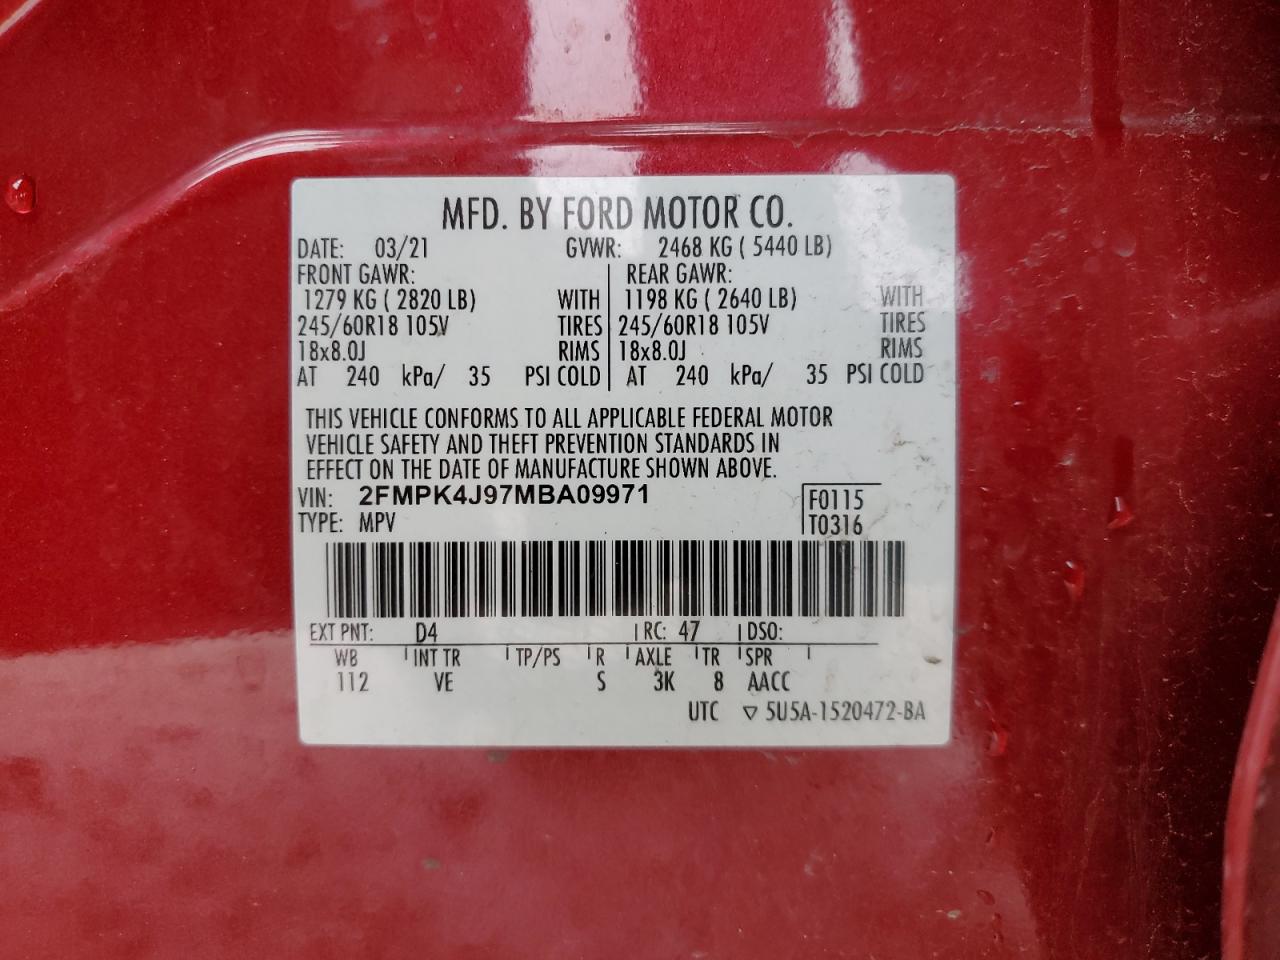 MFD. BY FORD MOTOR CO.
DATE: 03/21 GVWR: 2468 KG ( 5440 LB)
FRONT GAWR: REAR GAWR:
1279 KG ( 2820 LB) WITH 1198 KG ( 2640 LB) WITH
245/60R18 105V TIRES 245/60R18 105V TIRES
18x8.0J RIMS 18x8.0J RIMS
AT 240 kPa/ 35 PSI COLD AT 240 kPa/ 35 PSI COLD
THIS VEHICLE CONFORMS TO ALL APPLICABLE FEDERAL MOTOR
VEHICLE SAFETY AND THEFT PREVENTION STANDARDS IN
EFFECT ON THE DATE OF MANUFACTURE SHOWN ABOVE.
VIN: 2FMPK4J97MBA09971 F0115
TYPE: MPV T0316
EXT PNT: D4 RC: 47 DSO:
WB INT TR TP/PS R AXLE TR SPR
112 VE S 3K 8 AACC
UTC ▽ 5U5A-1520472-BA